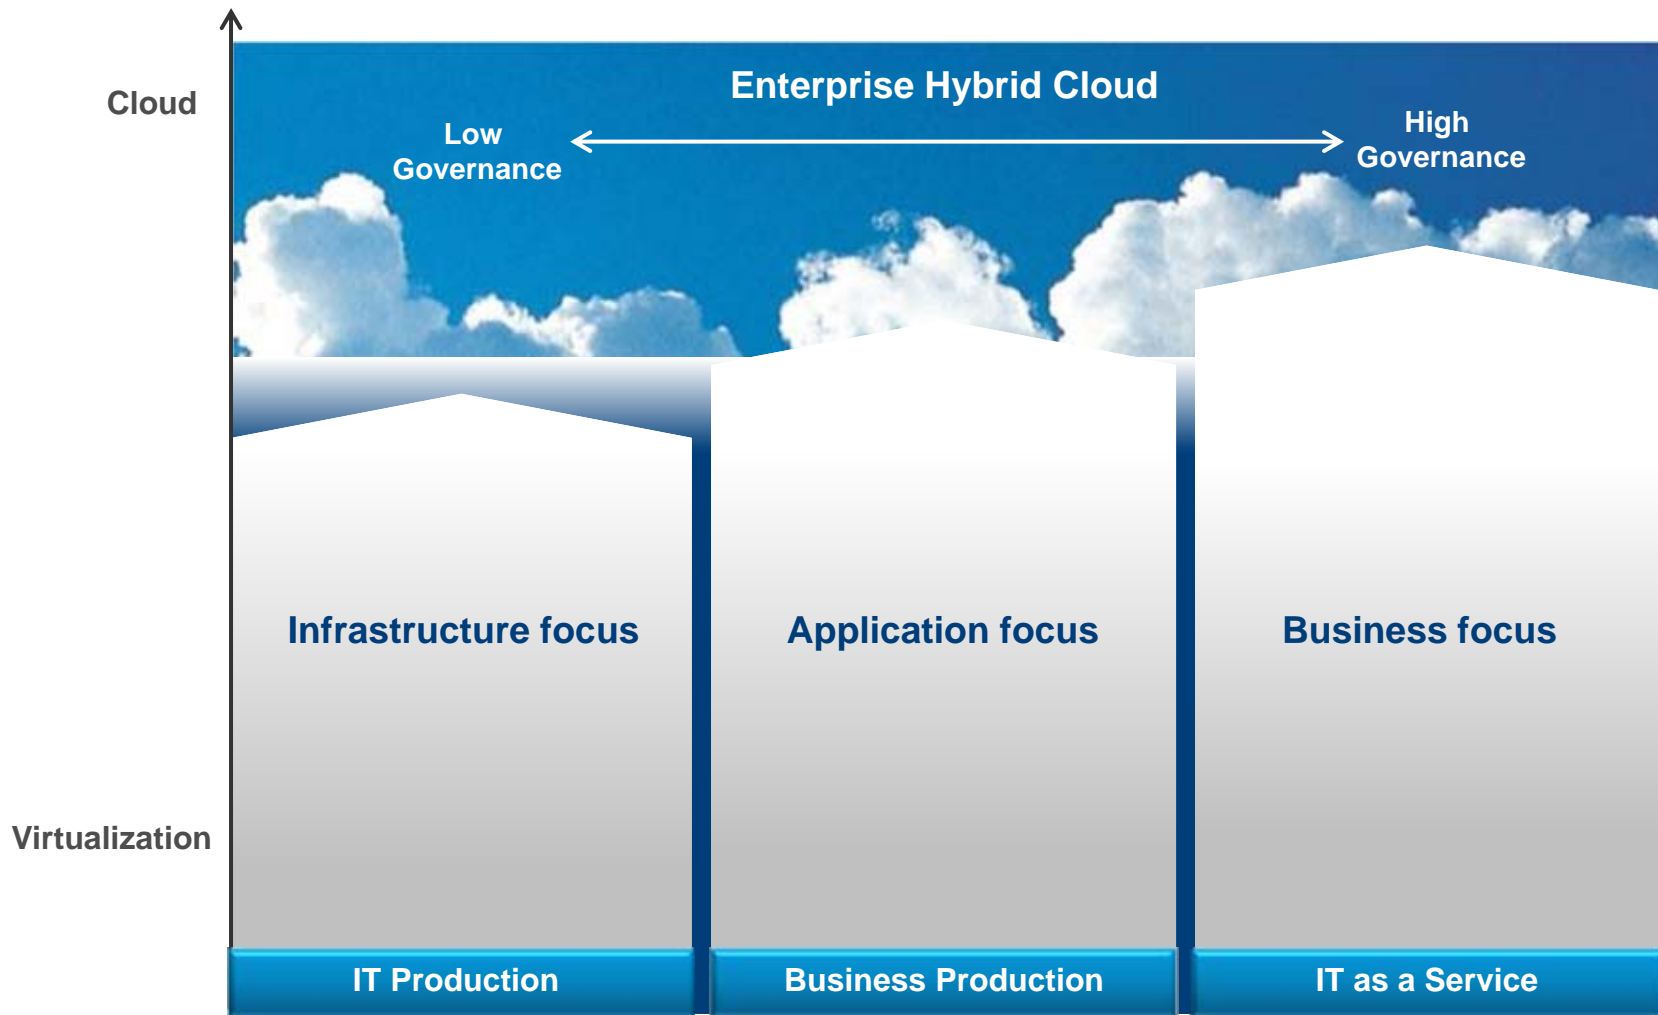 Enterprise Hybrid Cloud
Cloud
Low
Governance
High
Governance
Infrastructure focus
Application focus
Business focus
Virtualization
IT Production
Business Production
IT as a Service